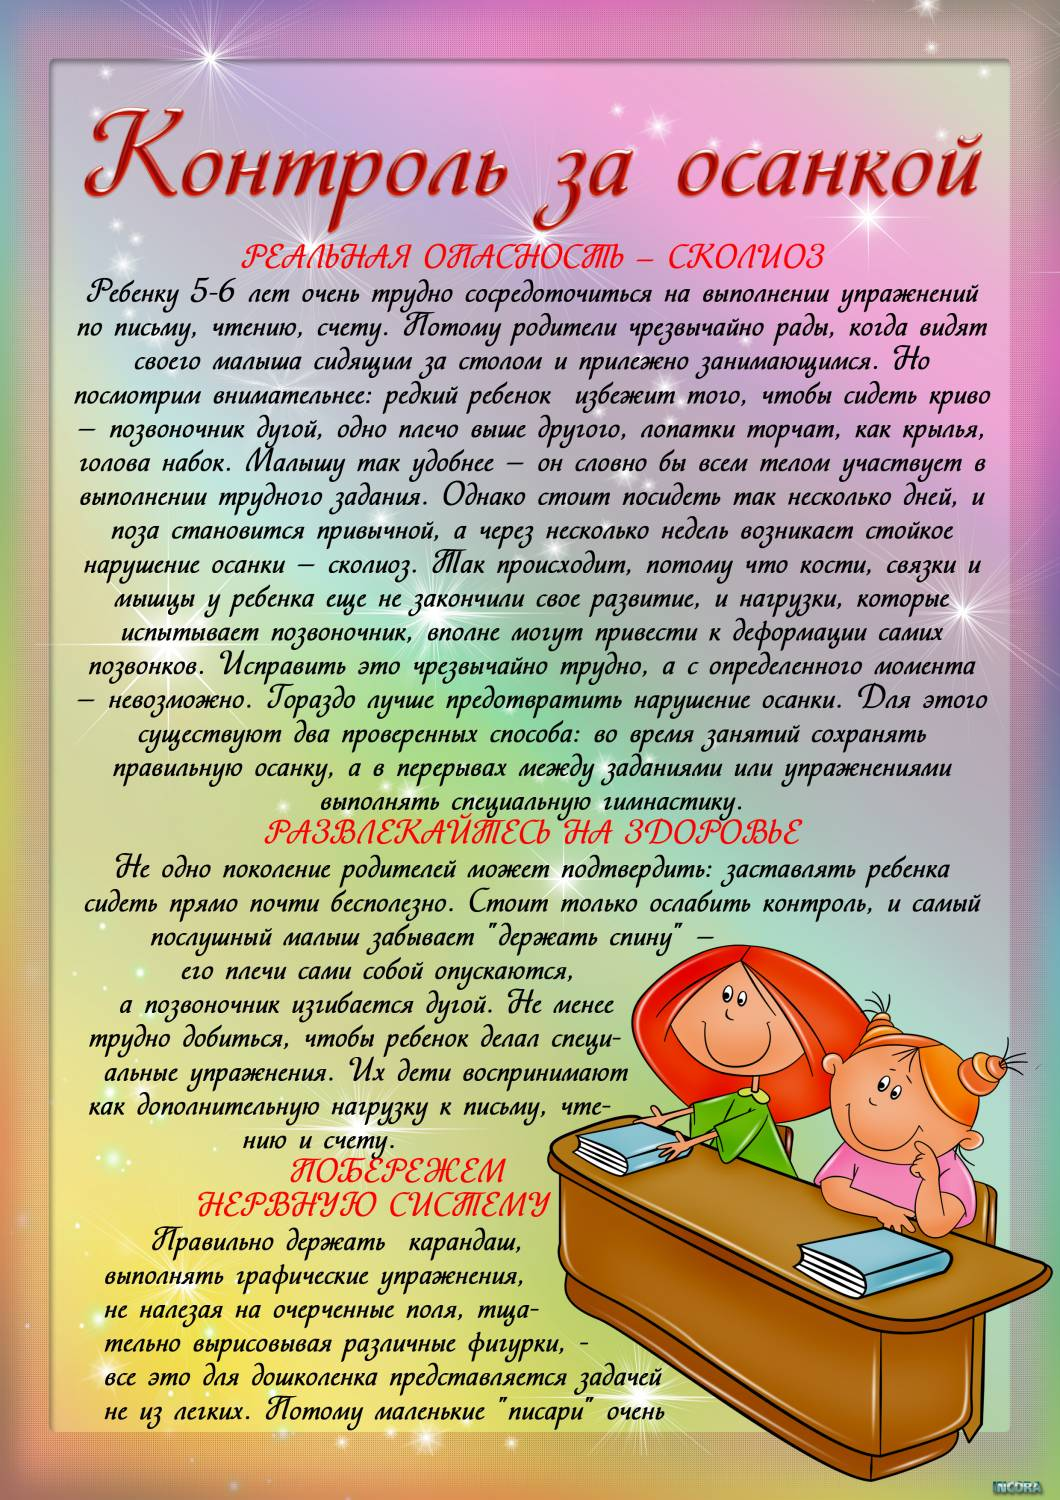 Контроль за осанкой
РЕАЛЬНАЯ ОПАСНОСТЬ – СКОЛИОЗ
Ребенку 5-6 лет очень трудно сосредоточиться на выполнении упражнений
по письму, чтению, счету. Потому родители чрезвычайно рады, когда видят
своего малыша сидящим за столом и прилежно занимающимся. Но
посмотрим внимательнее: редкий ребенок избежит того, чтобы сидеть криво
– позвоночник дугой, одно плечо выше другого, лопатки торчат, как крылья,
голова набок. Малышу так удобнее – он словно бы всем телом участвует в
выполнении трудного задания. Однако стоит посидеть так несколько дней, и
поза становится привычной, а через несколько недель возникает стойкое
нарушение осанки – сколиоз. Так происходит, потому что кости, связки и
мышцы у ребенка еще не закончили свое развитие, и нагрузки, которые
испытывает позвоночник, вполне могут привести к деформации самих
позвонков. Исправить это чрезвычайно трудно, а с определенного момента
– невозможно. Гораздо лучше предотвратить нарушение осанки. Для этого
существуют два проверенных способа: во время занятий сохранять
правильную осанку, а в перерывах между заданиями или упражнениями
выполнять специальную гимнастику.
РАЗВЛЕКАЙТЕСЬ НА ЗДОРОВЬЕ
Не одно поколение родителей может подтвердить: заставлять ребенка
сидеть прямо почти бесполезно. Стоит только ослабить контроль, и самый
послушный малыш забывает "держать спину" –
его плечи сами собой опускаются,
а позвоночник изгибается дугой. Не менее
трудно добиться, чтобы ребенок делал специ-
альные упражнения. Их дети воспринимают
как дополнительную нагрузку к письму, чте-
нию и счету.
ПОБЕРЕЖЕМ
НЕРВНУЮ СИСТЕМУ
Правильно держать карандаш,
выполнять графические упражнения,
не налезая на очерченные поля, тща-
тельно вырисовывая различные фигурки, -
все это для дошколенка представляется задачей
не из легких. Потому маленькие "писари" очень